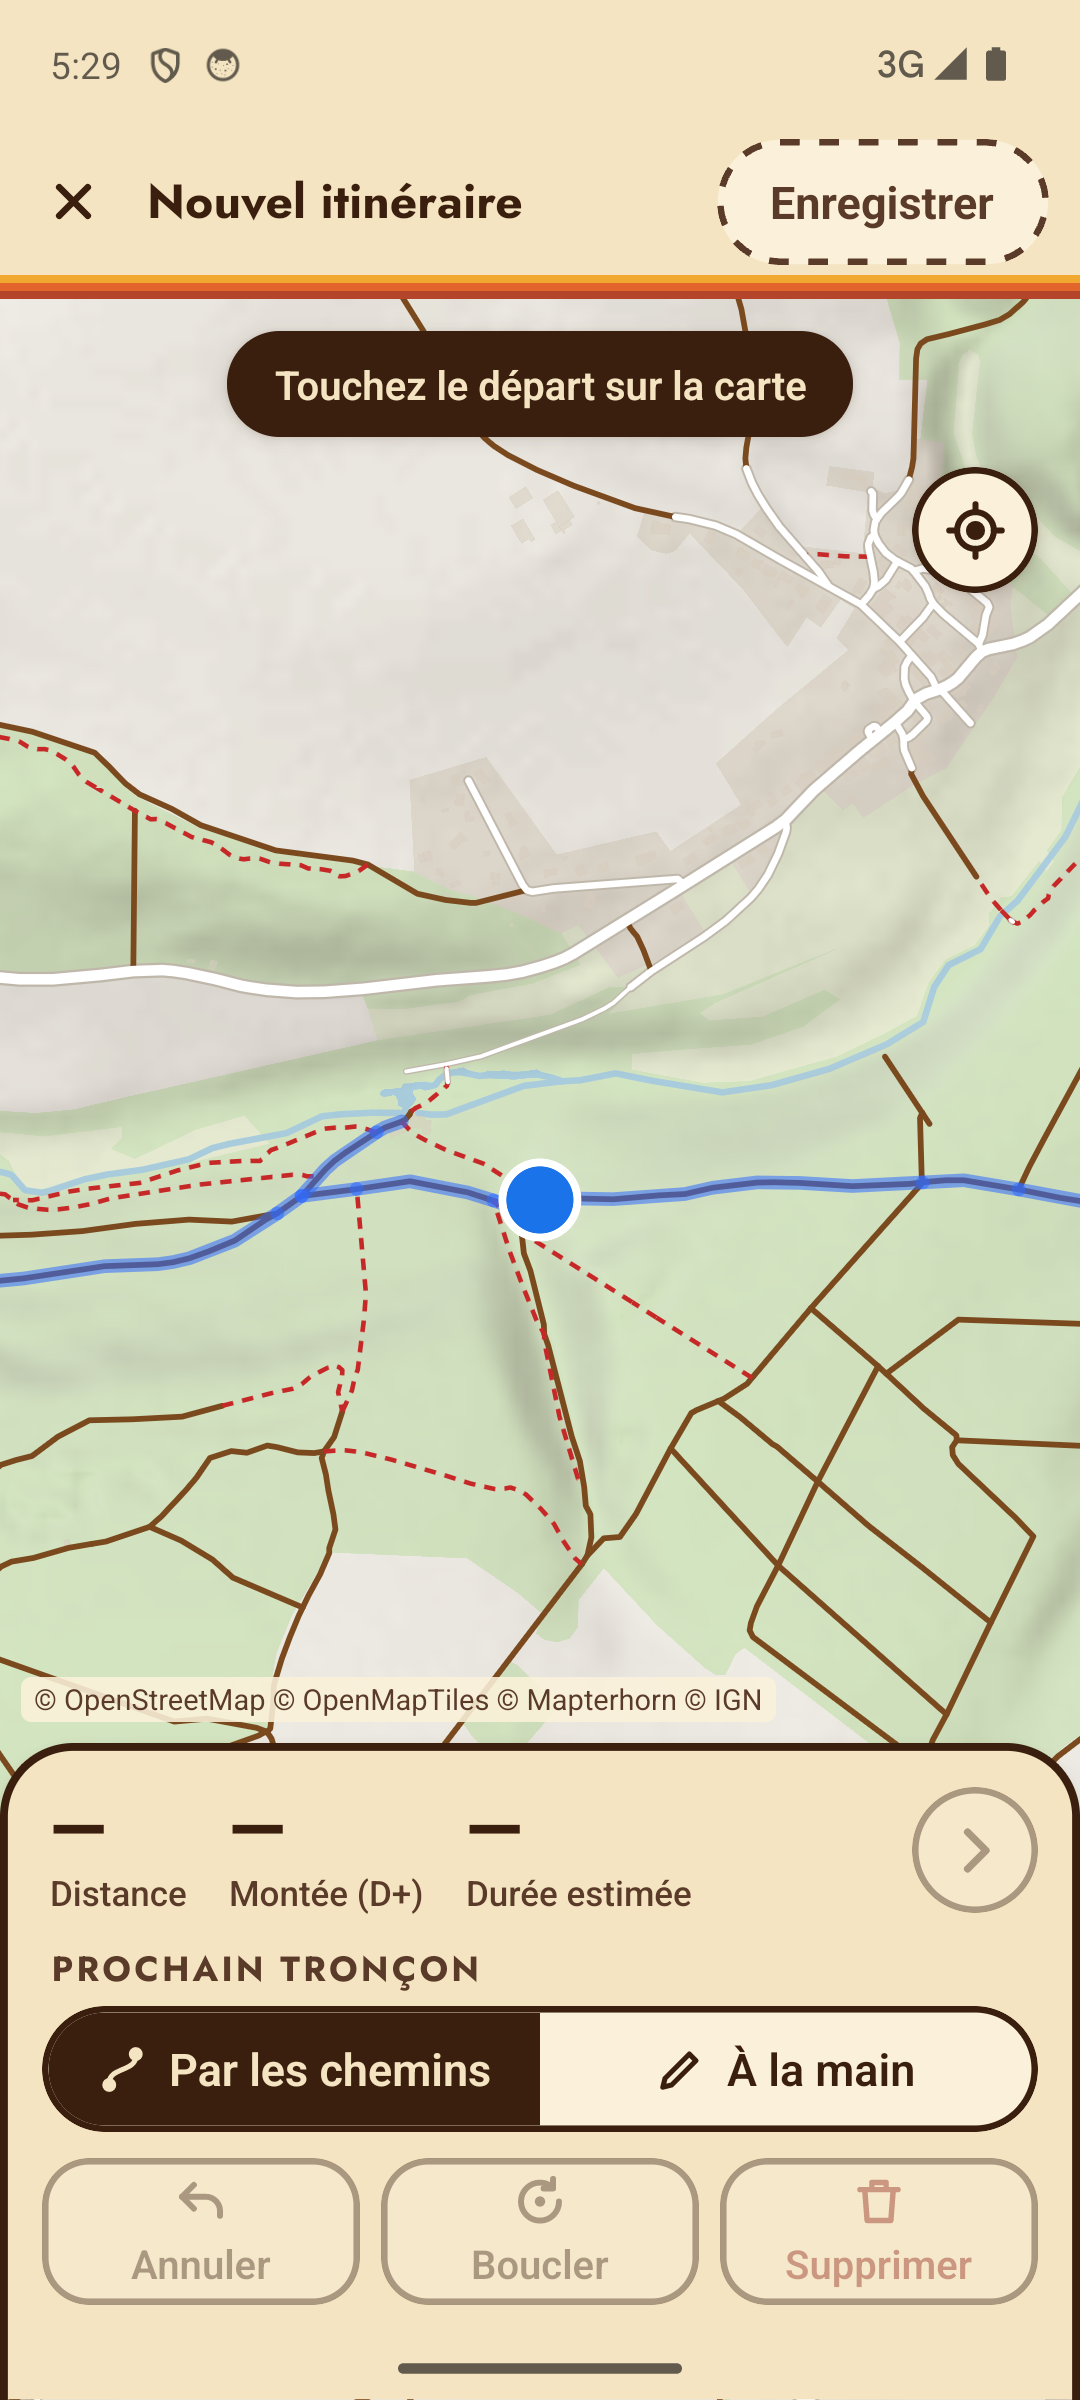 5:29
3G
Nouvel itinéraire
Enregistrer
Touchez le départ sur la carte
© OpenStreetMap © OpenMapTiles © Mapterhorn © IGN
Distance
Montée (D+)
Durée estimée
PROCHAIN TRONÇON
Par les chemins
À la main
Annuler
Boucler
Supprimer